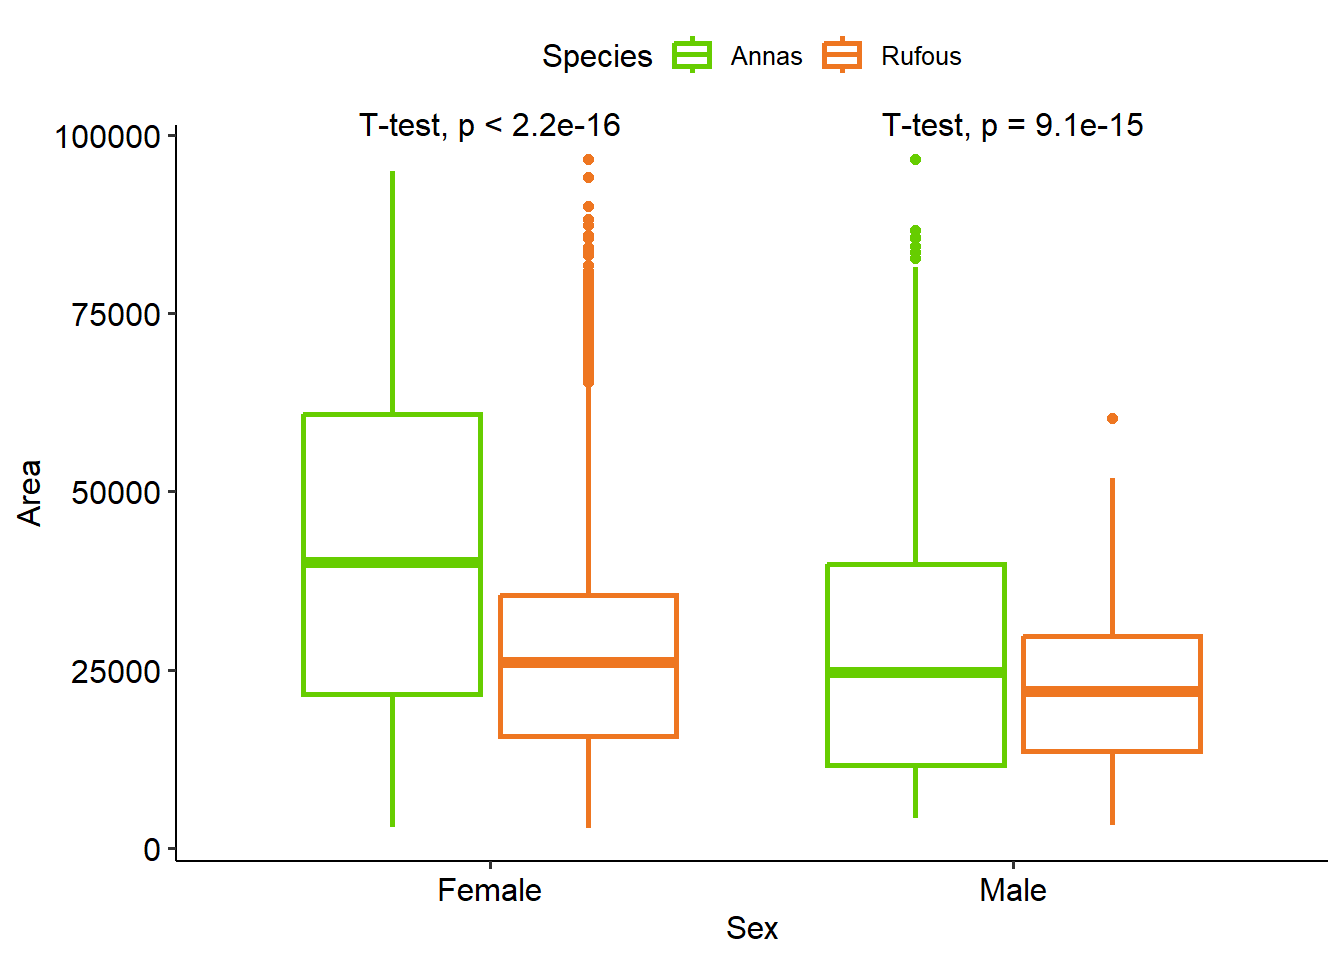 Species Annas Rufous
T-test, p < 2.2e-16 T-test, p = 9.1e-15
100000
75000
50000
25000
0
Area
Female Male
Sex